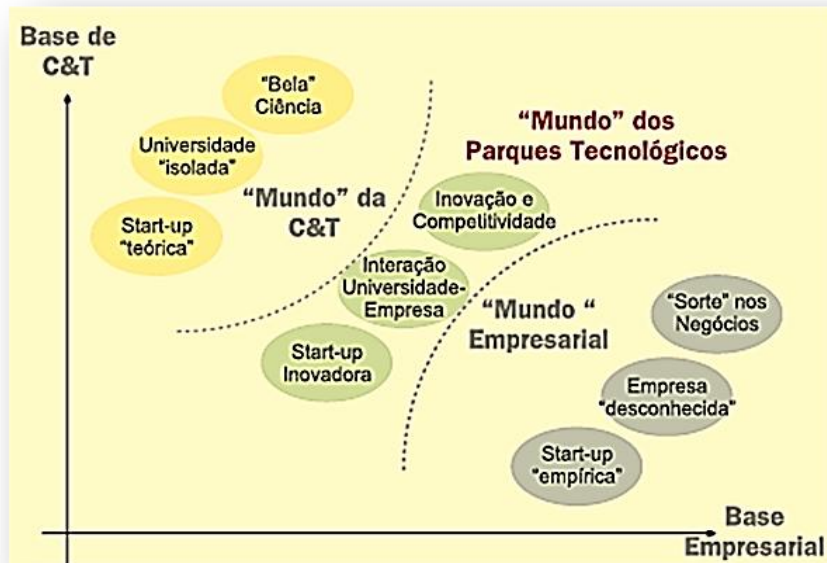 Base de
C&T
"Bela"
Ciência
Universidade
"isolada"
Start-up
"teórica"
"Mundo" da
C&T
"Mundo" dos
Parques Tecnológicos
Inovação e
Competitividade
Interação
Universidade-
Empresa
Start-up
Inovadora
"Mundo “
Empresarial
"Sorte" nos
Negócios
Empresa
"desconhecida"
Start-up
"empírica"
Base
Empresarial